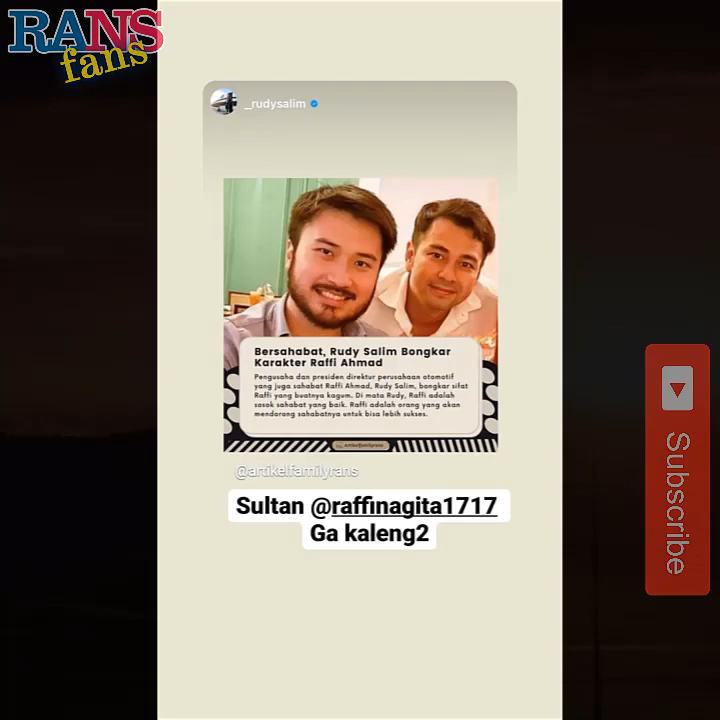 RANS
fans
_rudysalim
Bersahabat, Rudy Salim Bongkar
Karakter Raffi Ahmad
Pengusaha dan presiden direktur perusahaan otomotif
yang juga sahabat Raffi Ahmad, Rudy Salim, bongkar sifat
Raffi yang buatnya kagum. Di mata Rudy, Raffi adalah
sosok sahabat yang baik. Raffi adalah orang yang akan
mendorong sahabatnya untuk bisa lebih sukses.
artikelfamilyrans
@artikelfamilyrans
Sultan @raffinagita1717
Ga kaleng2
Subscribe